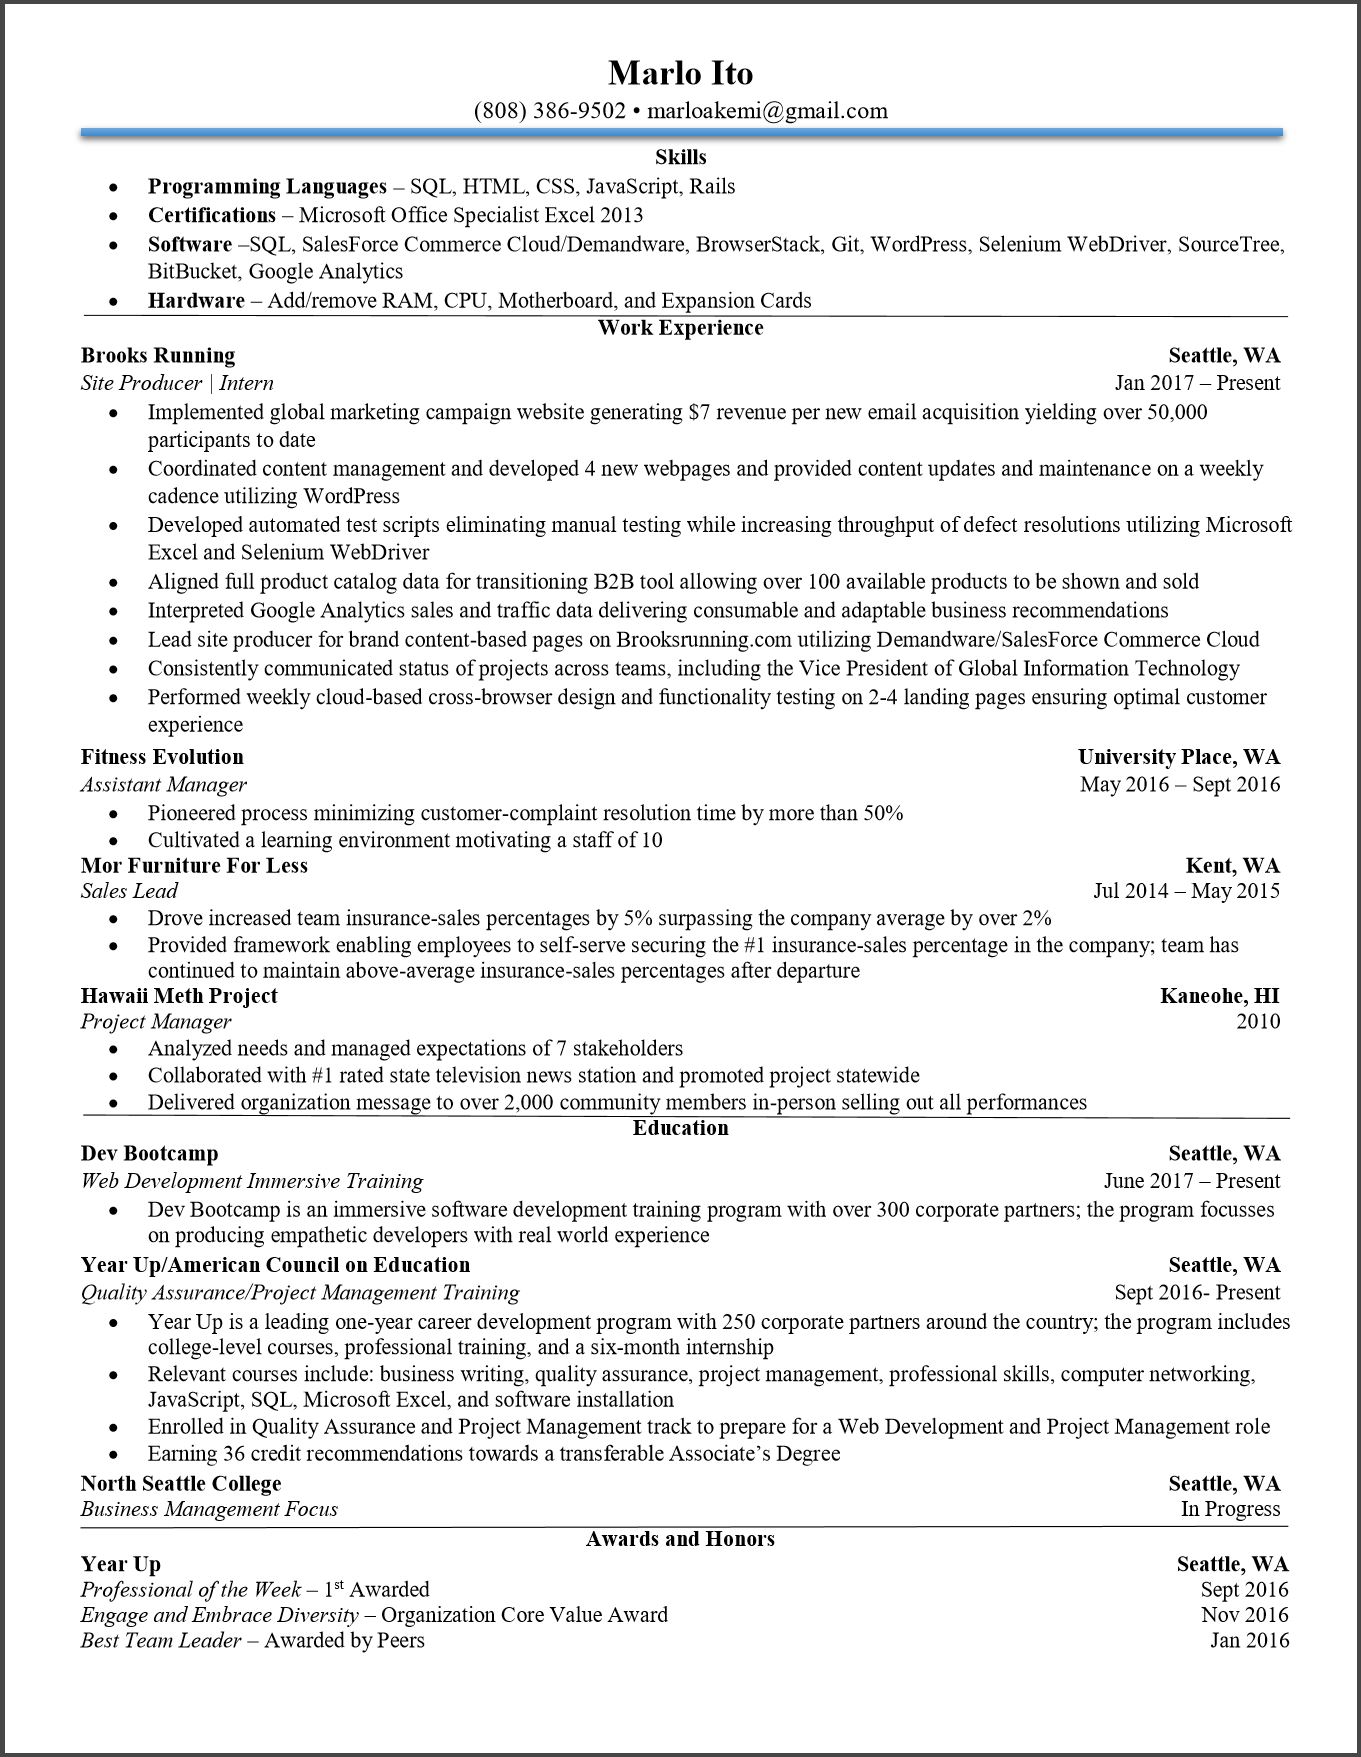 Marlo Ito
(808) 386-9502 • marloakemi@gmail.com
Skills
• Programming Languages – SQL, HTML, CSS, JavaScript, Rails
• Certifications – Microsoft Office Specialist Excel 2013
• Software –SQL, SalesForce Commerce Cloud/Demandware, BrowserStack, Git, WordPress, Selenium WebDriver, SourceTree,
BitBucket, Google Analytics
• Hardware – Add/remove RAM, CPU, Motherboard, and Expansion Cards
Work Experience
Brooks Running Seattle, WA
Site Producer | Intern Jan 2017 – Present
• Implemented global marketing campaign website generating $7 revenue per new email acquisition yielding over 50,000
participants to date
• Coordinated content management and developed 4 new webpages and provided content updates and maintenance on a weekly
cadence utilizing WordPress
• Developed automated test scripts eliminating manual testing while increasing throughput of defect resolutions utilizing Microsoft
Excel and Selenium WebDriver
• Aligned full product catalog data for transitioning B2B tool allowing over 100 available products to be shown and sold
• Interpreted Google Analytics sales and traffic data delivering consumable and adaptable business recommendations
• Lead site producer for brand content-based pages on Brooksrunning.com utilizing Demandware/SalesForce Commerce Cloud
• Consistently communicated status of projects across teams, including the Vice President of Global Information Technology
• Performed weekly cloud-based cross-browser design and functionality testing on 2-4 landing pages ensuring optimal customer
experience
Fitness Evolution University Place, WA
Assistant Manager May 2016 – Sept 2016
• Pioneered process minimizing customer-complaint resolution time by more than 50%
• Cultivated a learning environment motivating a staff of 10
Mor Furniture For Less Kent, WA
Sales Lead Jul 2014 – May 2015
• Drove increased team insurance-sales percentages by 5% surpassing the company average by over 2%
• Provided framework enabling employees to self-serve securing the #1 insurance-sales percentage in the company; team has
continued to maintain above-average insurance-sales percentages after departure
Hawaii Meth Project Kaneohe, HI
Project Manager 2010
• Analyzed needs and managed expectations of 7 stakeholders
• Collaborated with #1 rated state television news station and promoted project statewide
• Delivered organization message to over 2,000 community members in-person selling out all performances
Education
Dev Bootcamp Seattle, WA
Web Development Immersive Training June 2017 – Present
• Dev Bootcamp is an immersive software development training program with over 300 corporate partners; the program focusses
on producing empathetic developers with real world experience
Year Up/American Council on Education Seattle, WA
Quality Assurance/Project Management Training Sept 2016- Present
• Year Up is a leading one-year career development program with 250 corporate partners around the country; the program includes
college-level courses, professional training, and a six-month internship
• Relevant courses include: business writing, quality assurance, project management, professional skills, computer networking,
JavaScript, SQL, Microsoft Excel, and software installation
• Enrolled in Quality Assurance and Project Management track to prepare for a Web Development and Project Management role
• Earning 36 credit recommendations towards a transferable Associate’s Degree
North Seattle College Seattle, WA
Business Management Focus In Progress
Awards and Honors
Year Up Seattle, WA
Professional of the Week – 1st Awarded Sept 2016
Engage and Embrace Diversity – Organization Core Value Award Nov 2016
Best Team Leader – Awarded by Peers Jan 2016